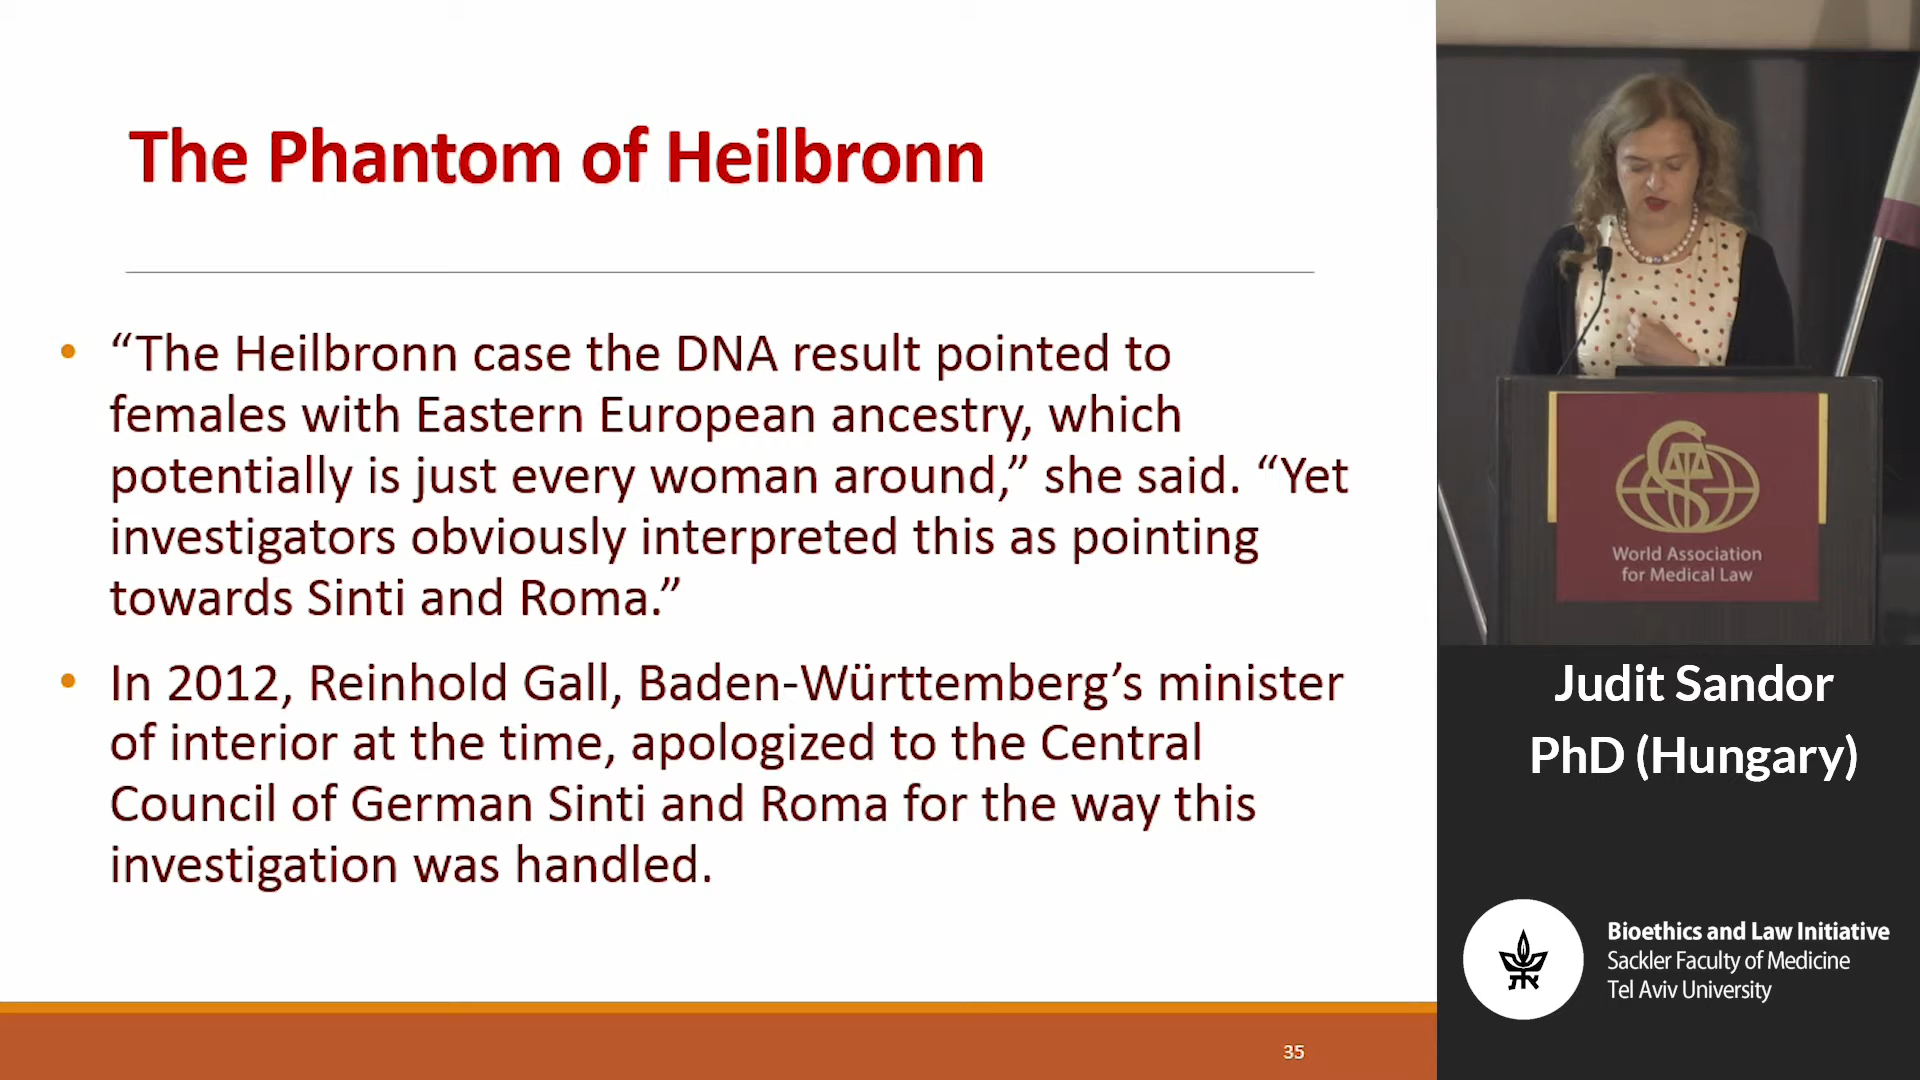 The Phantom of Heilbronn
• “The Heilbronn case the DNA result pointed to
females with Eastern European ancestry, which
potentially is just every woman around,” she said. “Yet
investigators obviously interpreted this as pointing
towards Sinti and Roma.”
• In 2012, Reinhold Gall, Baden-Württemberg’s minister
of interior at the time, apologized to the Central
Council of German Sinti and Roma for the way this
investigation was handled.
35
World Association
for Medical Law
Judit Sandor
PhD (Hungary)
Bioethics and Law Initiative
Sackler Faculty of Medicine
Tel Aviv University